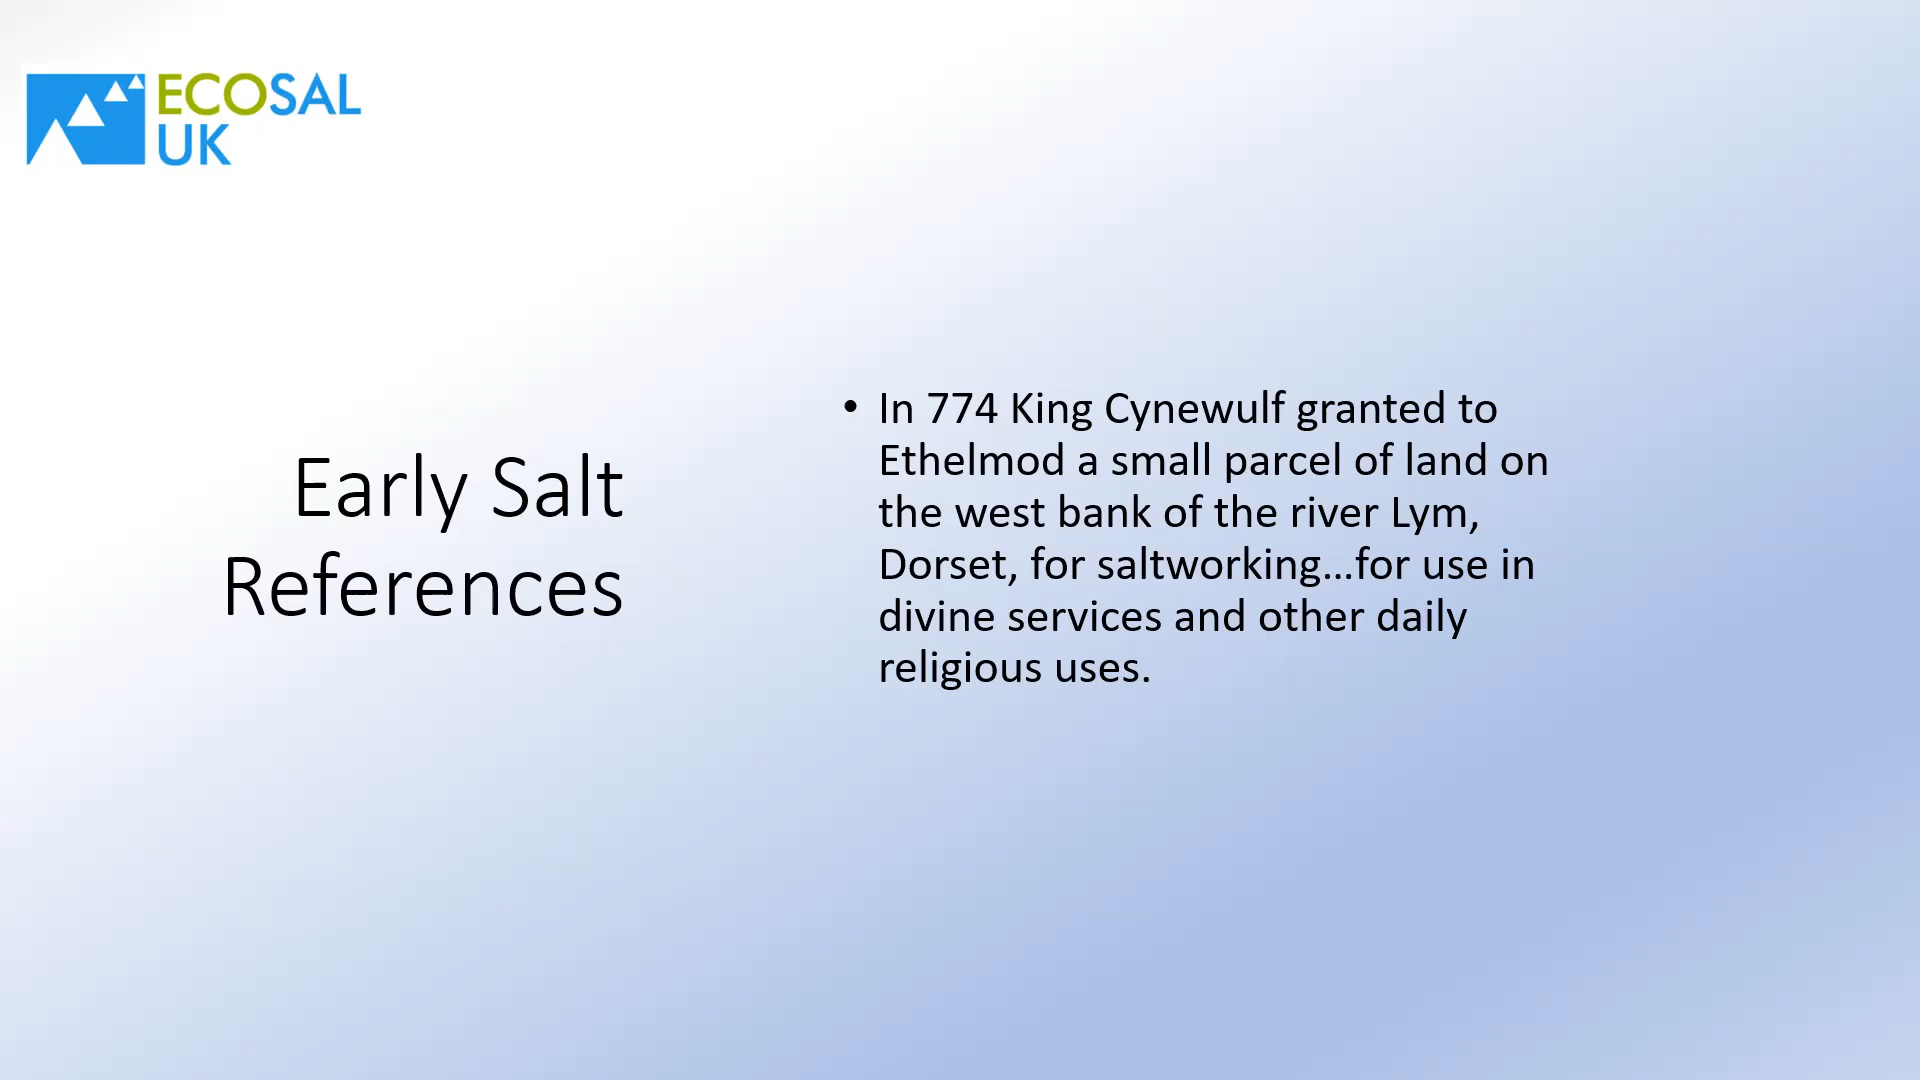 ECOSAL
UK
Early Salt
References
• In 774 King Cynewulf granted to
Ethelmod a small parcel of land on
the west bank of the river Lym,
Dorset, for saltworking…for use in
divine services and other daily
religious uses.